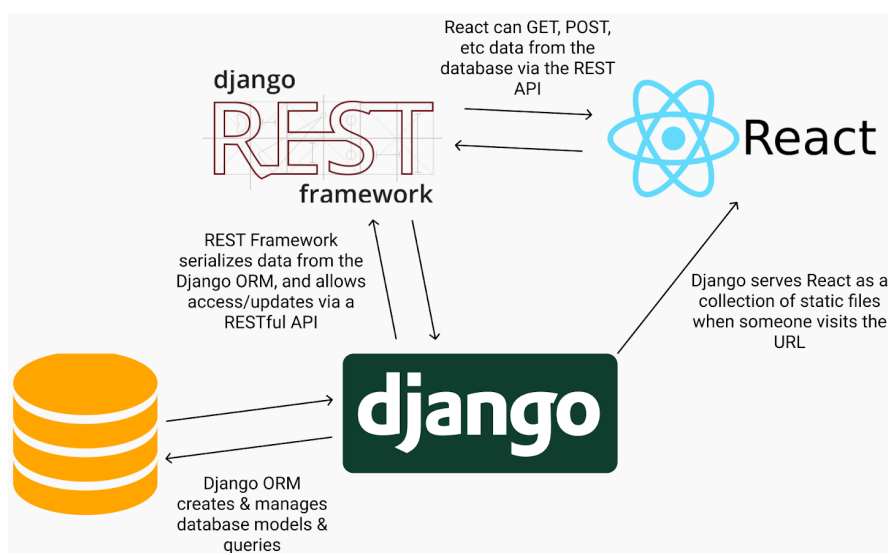 React can GET, POST,
etc data from the
database via the REST
API
django
REST
framework
React
REST Framework
serializes data from the
Django ORM, and allows
access/updates via a
RESTful API
Django serves React as a
collection of static files
when someone visits the
URL
django
Django ORM
creates & manages
database models &
queries